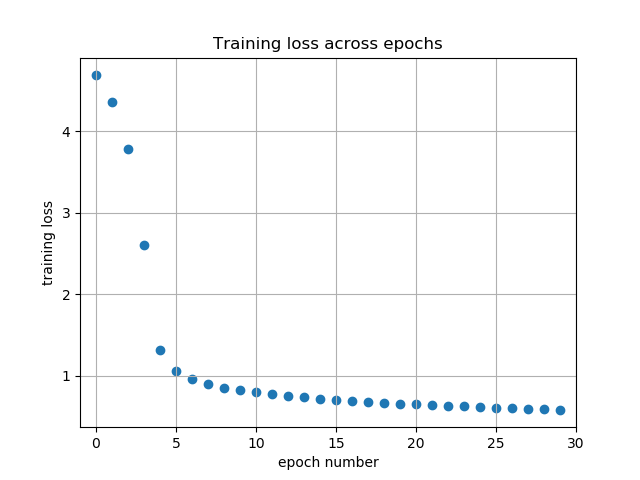 Training loss across epochs
4
3
2
1
training loss
0 5 10 15 20 25 30
epoch number